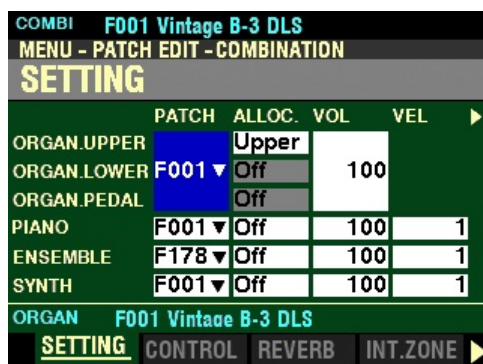 COMBI F001 Vintage B-3 DLS
MENU - PATCH EDIT - COMBINATION
SETTING
PATCH ALLOC. VOL VEL
ORGAN.UPPER Upper
ORGAN.LOWER F001 ▼ Off 100
ORGAN.PEDAL Off
PIANO F001 ▼ Off 100 1
ENSEMBLE F178 ▼ Off 100 1
SYNTH F001 ▼ Off 100 1
ORGAN F001 Vintage B-3 DLS
SETTING CONTROL REVERB INT.ZONE